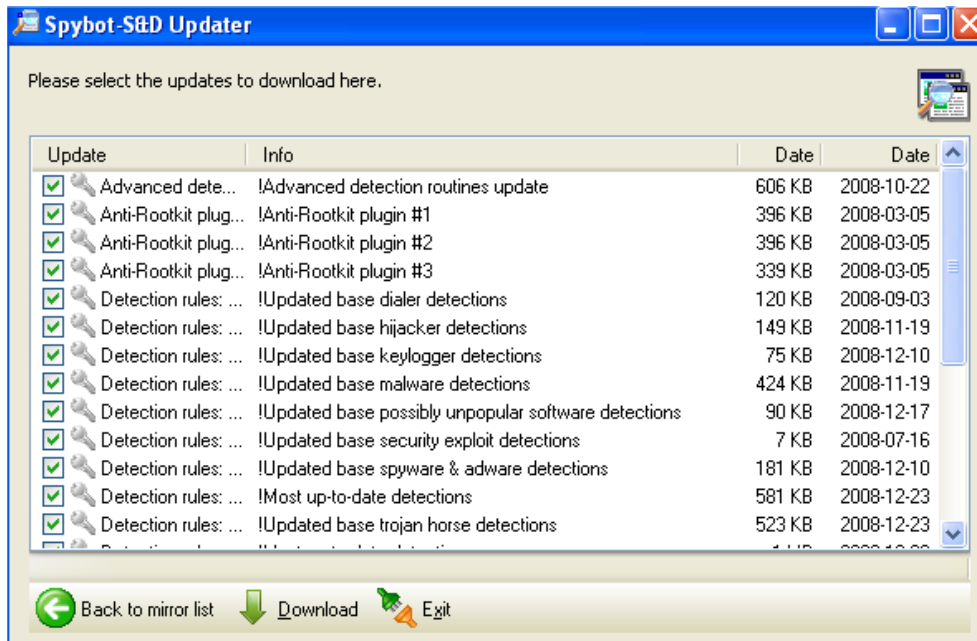 Spybot-S&D Updater
Please select the updates to download here.
Update Info Date Date
Advanced dete... !Advanced detection routines update 606 KB 2008-10-22
Anti-Rootkit plug... !Anti-Rootkit plugin #1 396 KB 2008-03-05
Anti-Rootkit plug... !Anti-Rootkit plugin #2 396 KB 2008-03-05
Anti-Rootkit plug... !Anti-Rootkit plugin #3 339 KB 2008-03-05
Detection rules: ... !Updated base dialer detections 120 KB 2008-09-03
Detection rules: ... !Updated base hijacker detections 149 KB 2008-11-19
Detection rules: ... !Updated base keylogger detections 75 KB 2008-12-10
Detection rules: ... !Updated base malware detections 424 KB 2008-11-19
Detection rules: ... !Updated base possibly unpopular software detections 90 KB 2008-12-17
Detection rules: ... !Updated base security exploit detections 7 KB 2008-07-16
Detection rules: ... !Updated base spyware & adware detections 181 KB 2008-12-10
Detection rules: ... !Most up-to-date detections 581 KB 2008-12-23
Detection rules: ... !Updated base trojan horse detections 523 KB 2008-12-23
Back to mirror list Download Exit